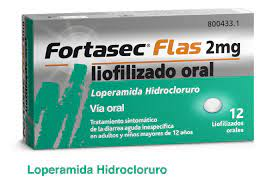 800433.1
Fortasec® Flas 2mg
liofilizado oral
Loperamida Hidrocloruro
Vía oral
Tratamiento sintomático
de la diarrea aguda inespecífica
en adultos y niños mayores de 12 años
12
Liofilizados
orales
Loperamida Hidrocloruro